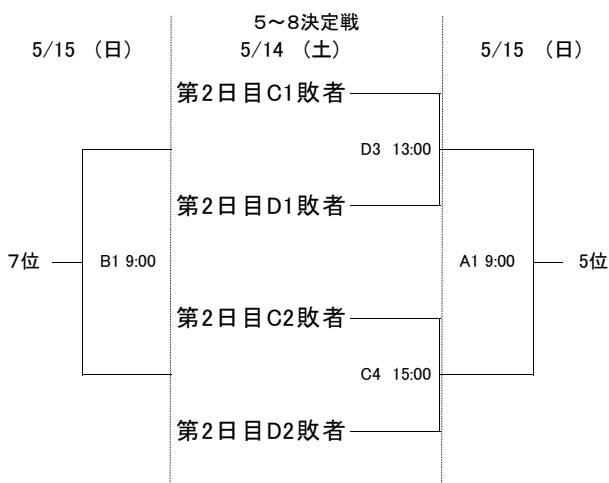 5～8決定戦
5/15 （日）
5/14 （土）
5/15 （日）
第2日目C1敗者
D3 13:00
第2日目D1敗者
7位
B1 9:00
A1 9:00
5位
第2日目C2敗者
C4 15:00
第2日目D2敗者